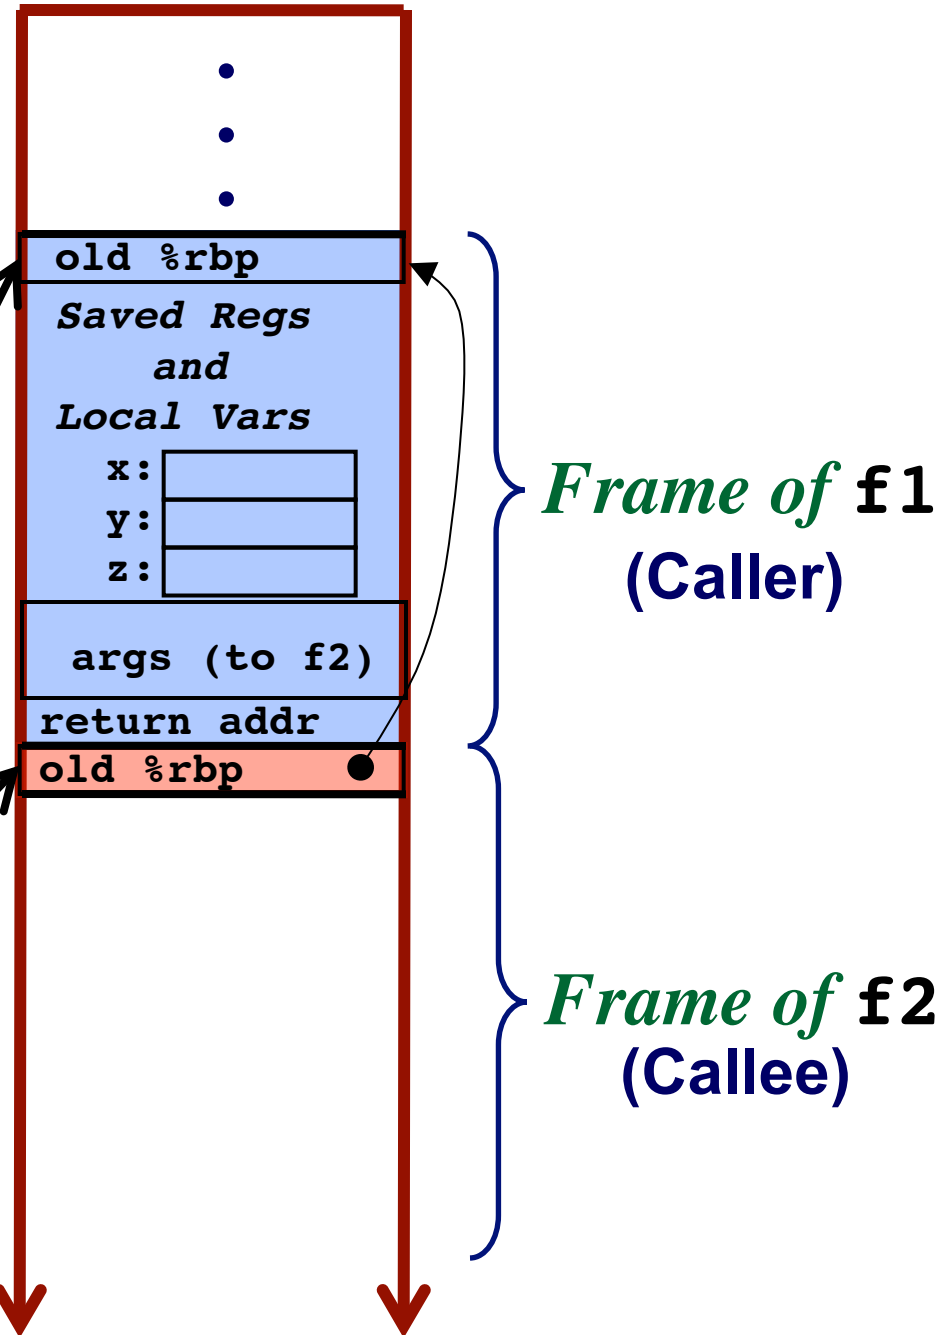 old %rbp
Saved Regs
and
Local Vars
x:
y:
z:
args (to f2)
return addr
old %rbp
Frame of f1
(Caller)
Frame of f2
(Callee)